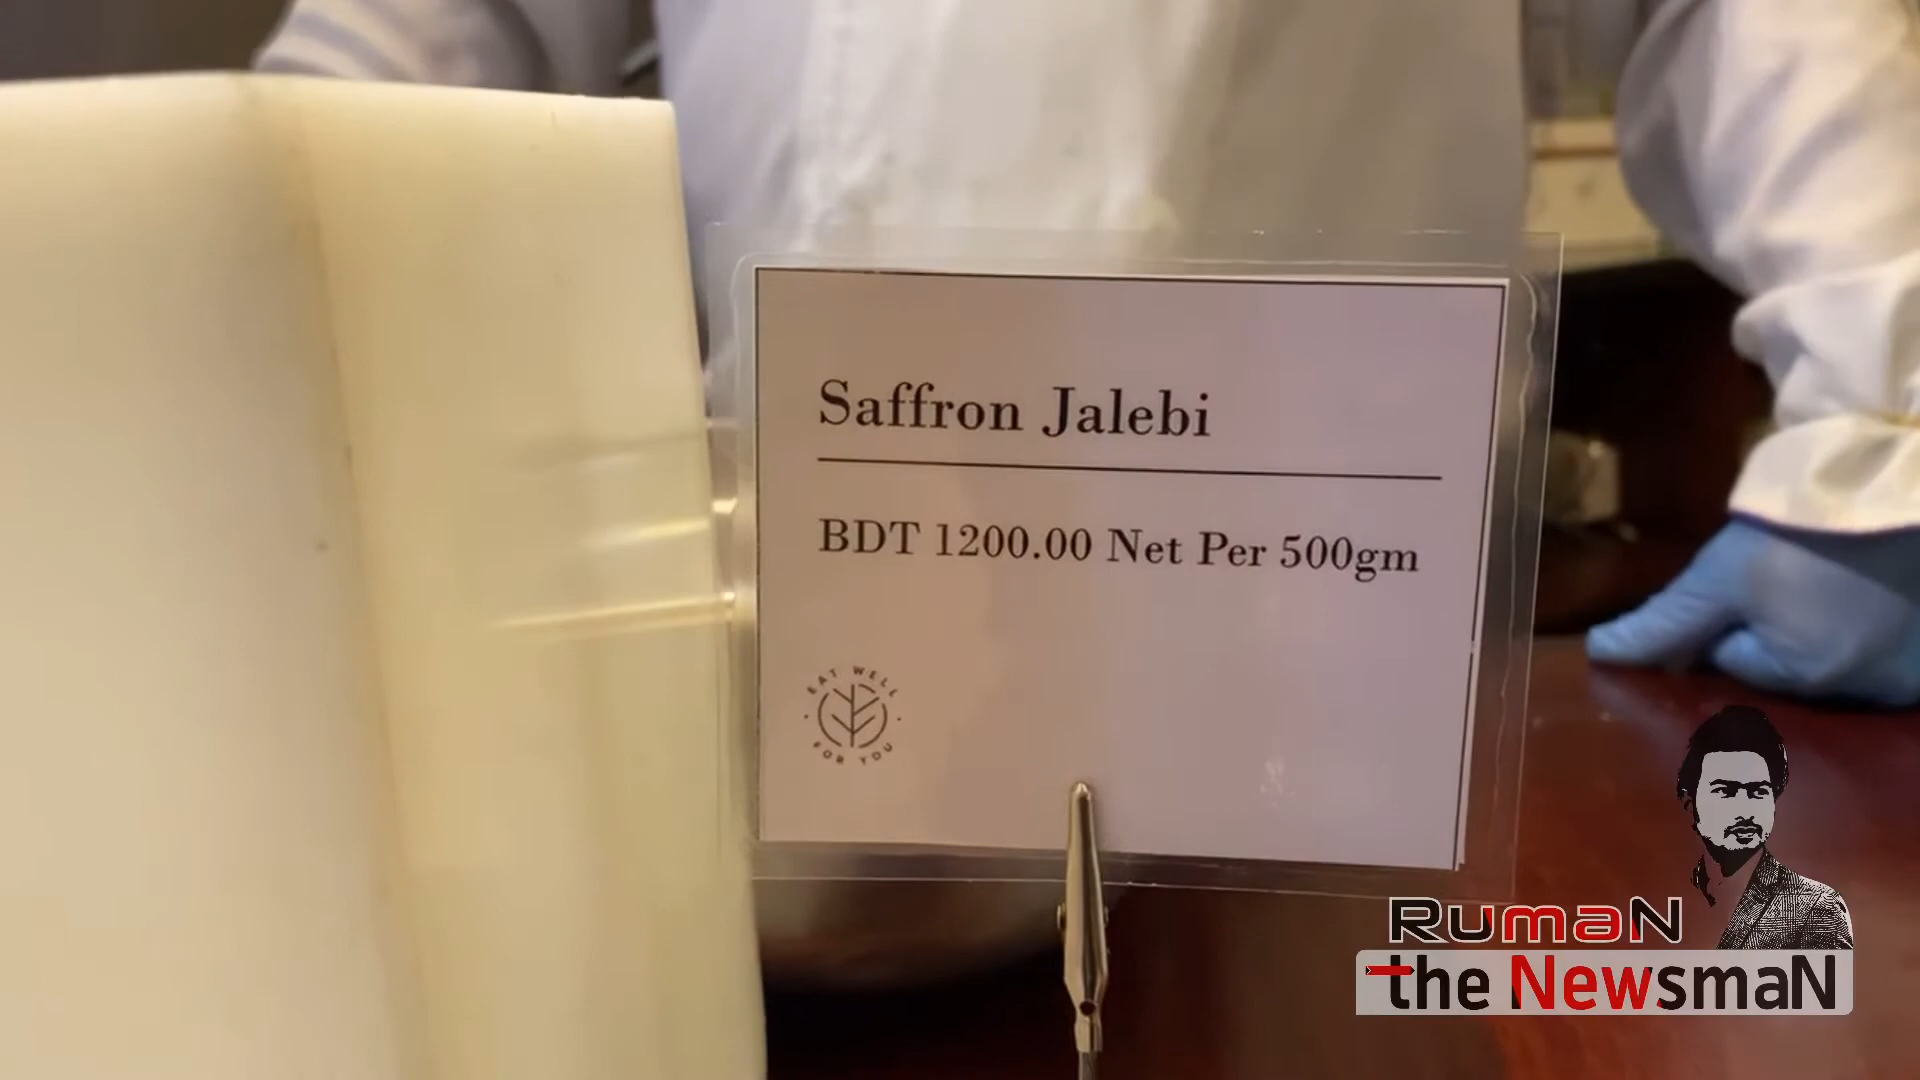 Saffron Jalebi
BDT 1200.00 Net Per 500gm
EAT WELL
FOR YOU
RumaN
the NewsmaN